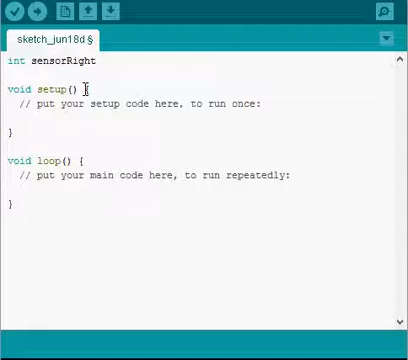 sketch_jun18d §
int sensorRight
void setup() {
// put your setup code here, to run once:
}
void loop() {
// put your main code here, to run repeatedly:
}